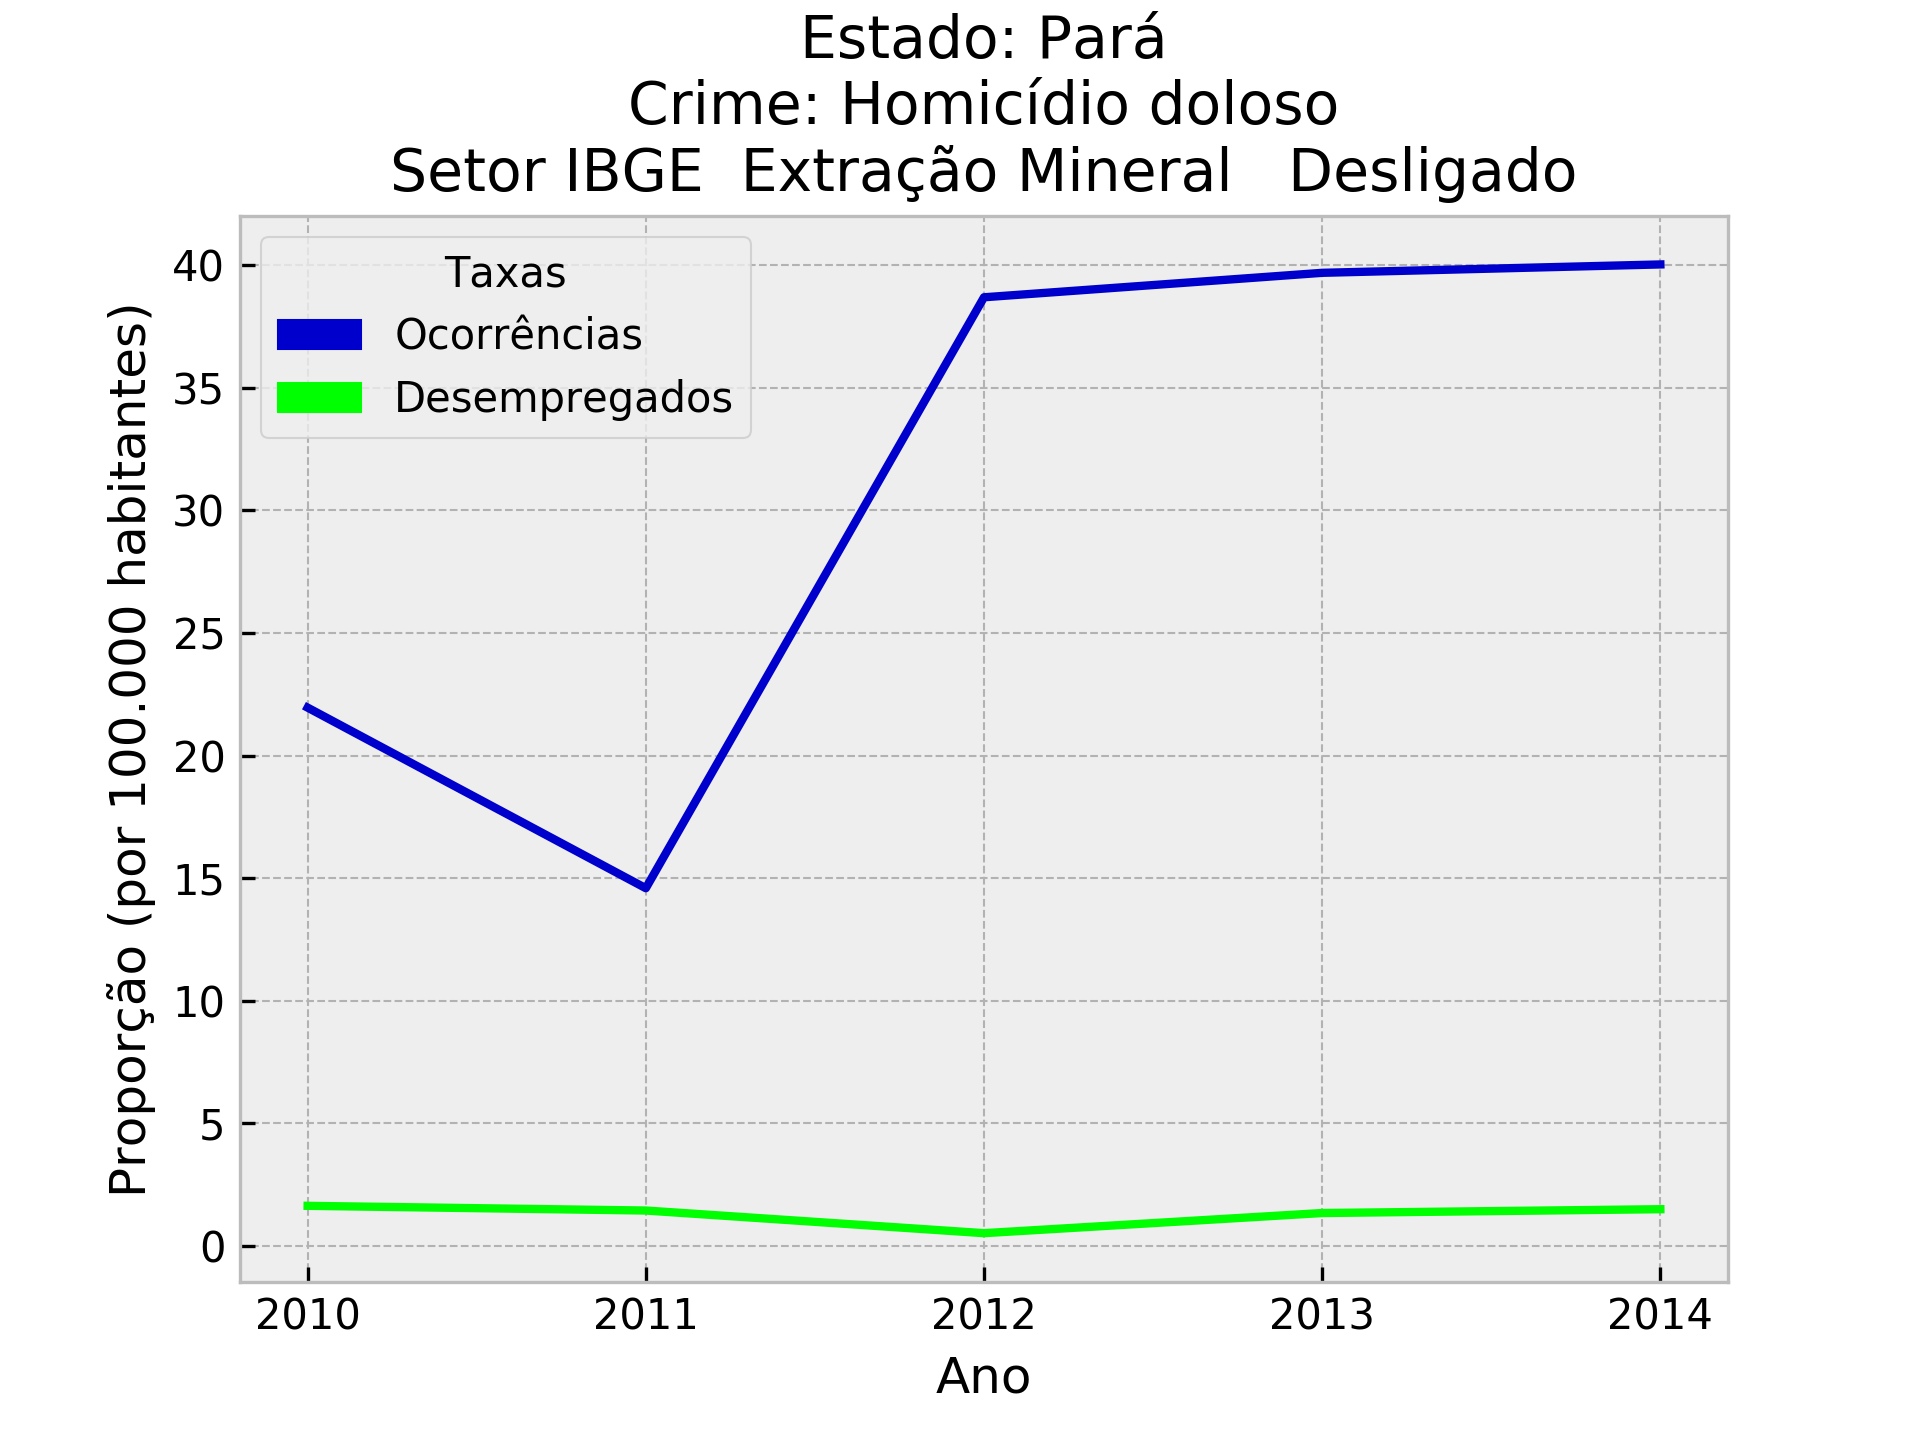 Estado: Pará
Crime: Homicídio doloso
Setor IBGE  Extração Mineral   Desligado
Taxas
Ocorrências
Desempregados
Proporção (por 100.000 habitantes)
40
35
30
25
20
15
10
5
0
2010 2011 2012 2013 2014
Ano